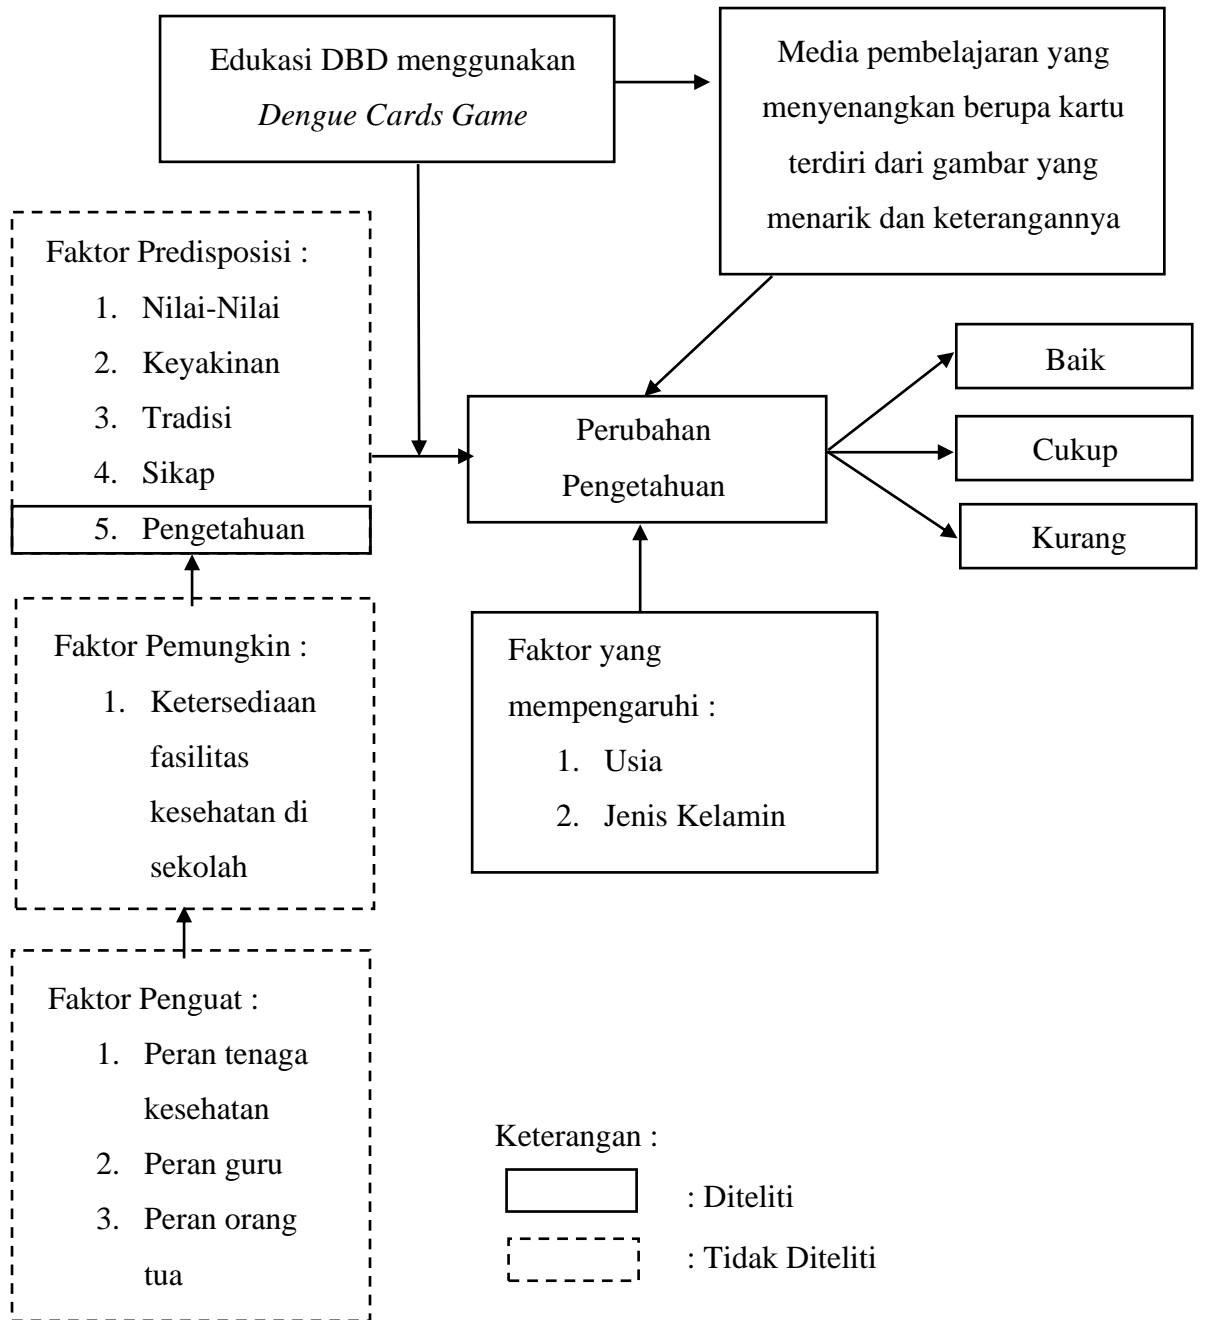 Edukasi DBD menggunakan
Dengue Cards Game
Media pembelajaran yang
menyenangkan berupa kartu
terdiri dari gambar yang
menarik dan keterangannya
Faktor Predisposisi :
1. Nilai-Nilai
2. Keyakinan
3. Tradisi
4. Sikap
5. Pengetahuan
Perubahan
Pengetahuan
Baik
Cukup
Kurang
Faktor Pemungkin :
1. Ketersediaan
fasilitas
kesehatan di
sekolah
Faktor yang
mempengaruhi :
1. Usia
2. Jenis Kelamin
Faktor Penguat :
1. Peran tenaga
kesehatan
2. Peran guru
3. Peran orang
tua
Keterangan :
: Diteliti
: Tidak Diteliti